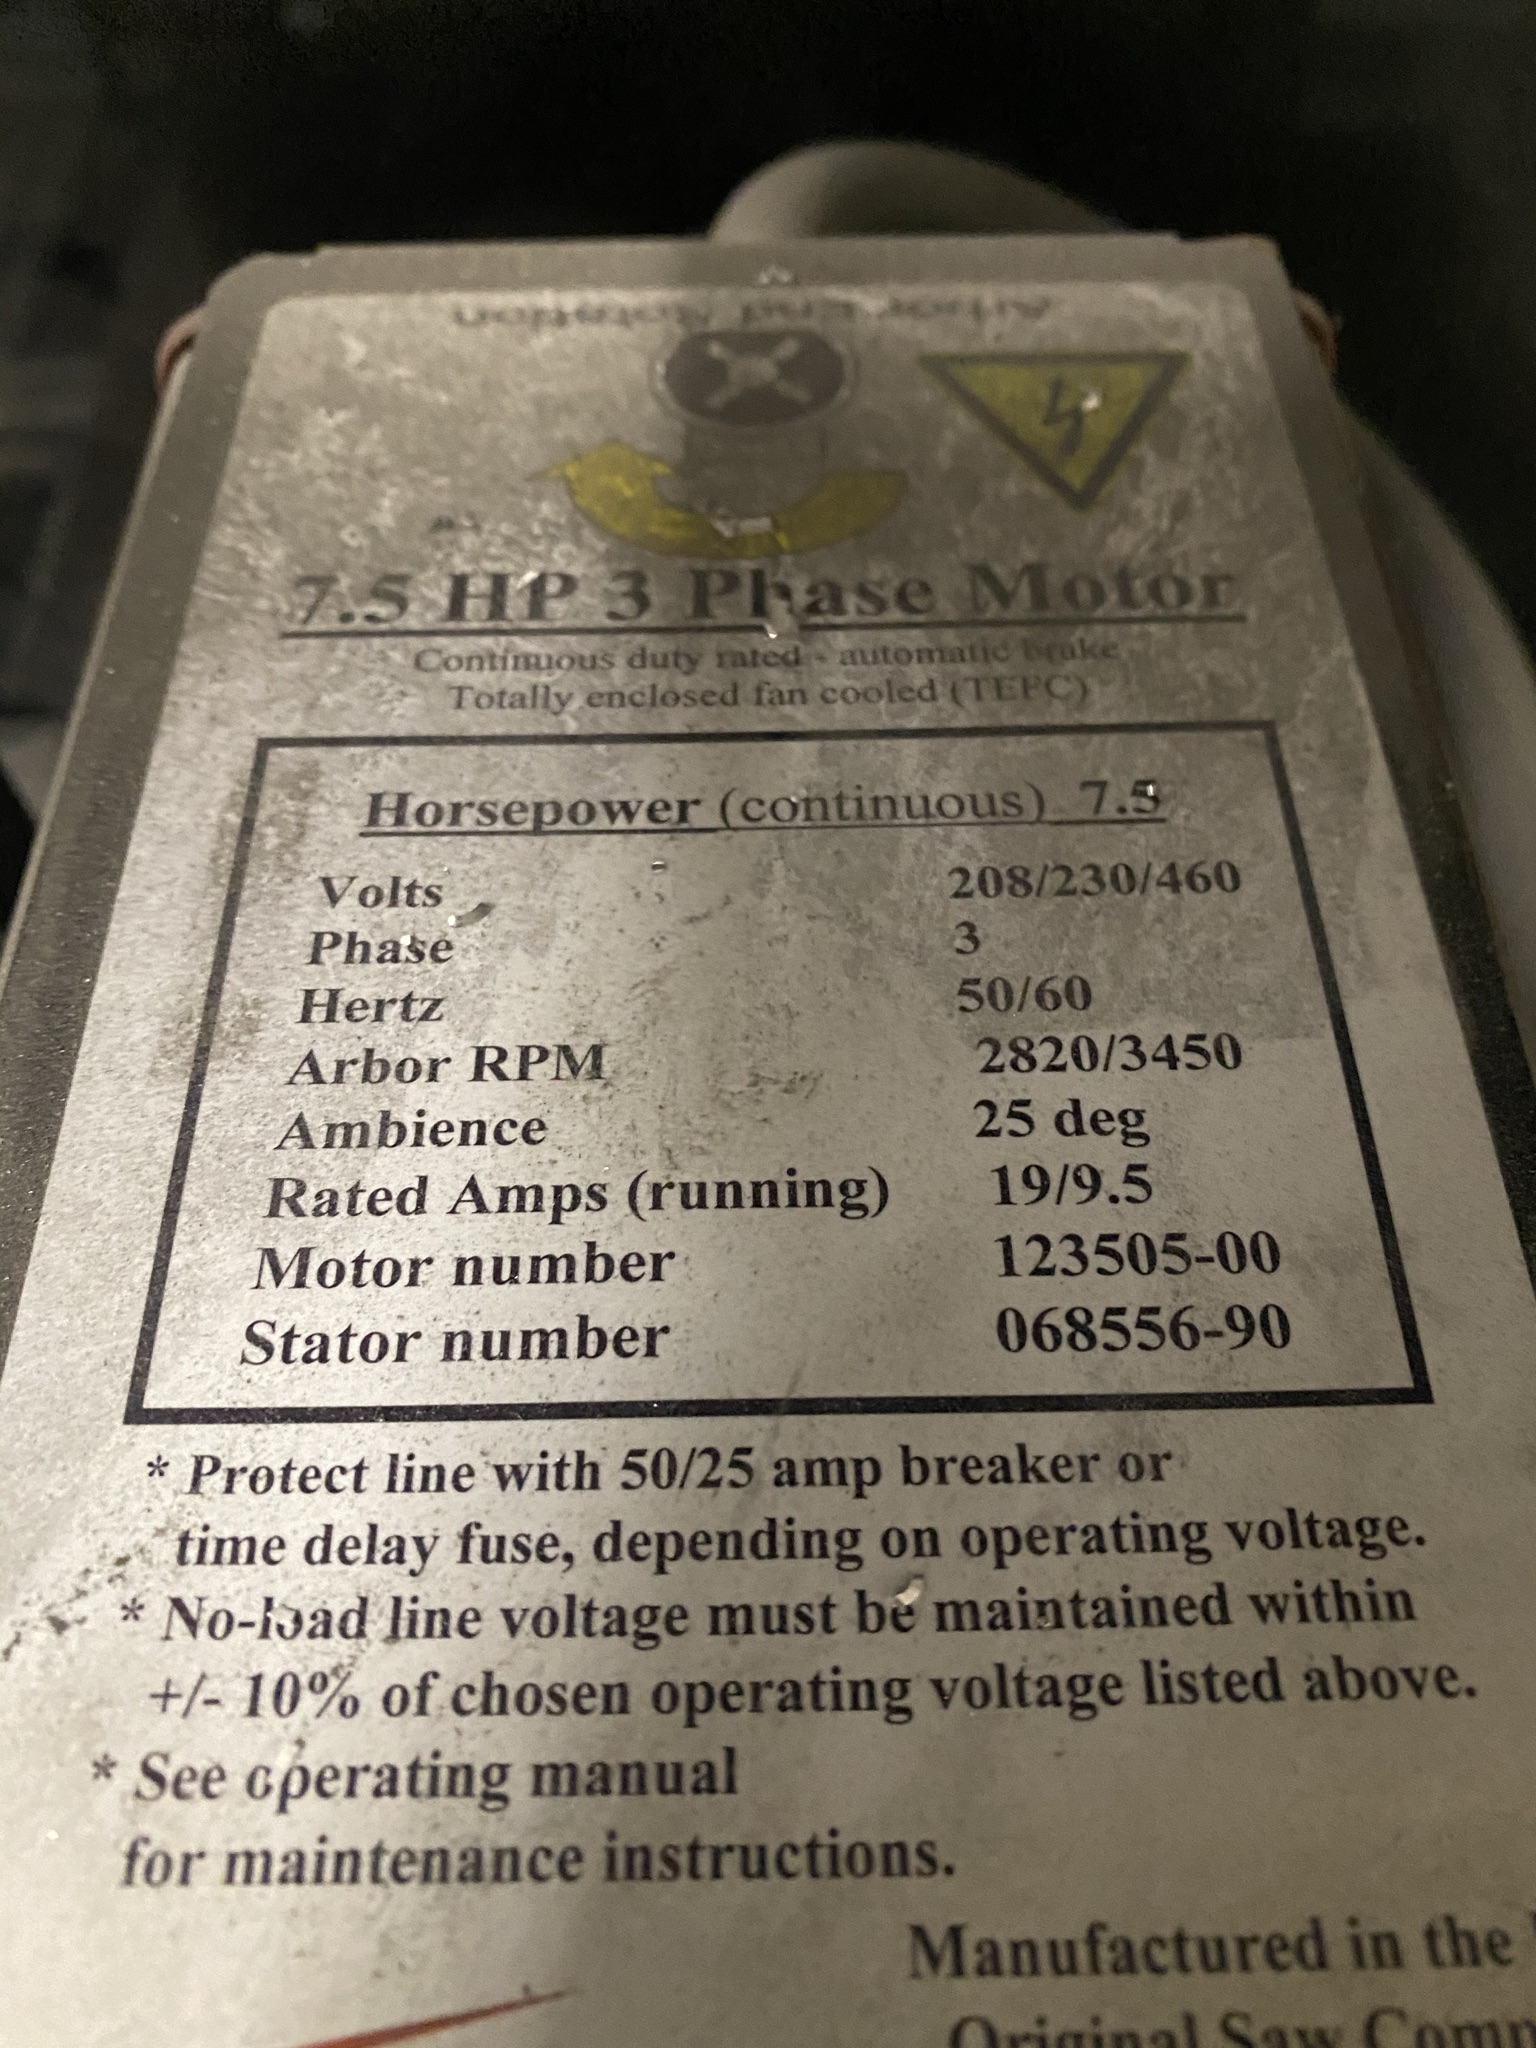 7.5 HP 3 Phase Motor
Continuous duty rated - automatic brake
Totally enclosed fan cooled (TEFC)
Horsepower (continuous) 7.5
Volts 208/230/460
Phase 3
Hertz 50/60
Arbor RPM 2820/3450
Ambience 25 deg
Rated Amps (running) 19/9.5
Motor number 123505-00
Stator number 068556-90
* Protect line with 50/25 amp breaker or
time delay fuse, depending on operating voltage.
* No-load line voltage must be maintained within
+/- 10% of chosen operating voltage listed above.
* See operating manual
for maintenance instructions.
Manufactured in the
Original Saw Comp